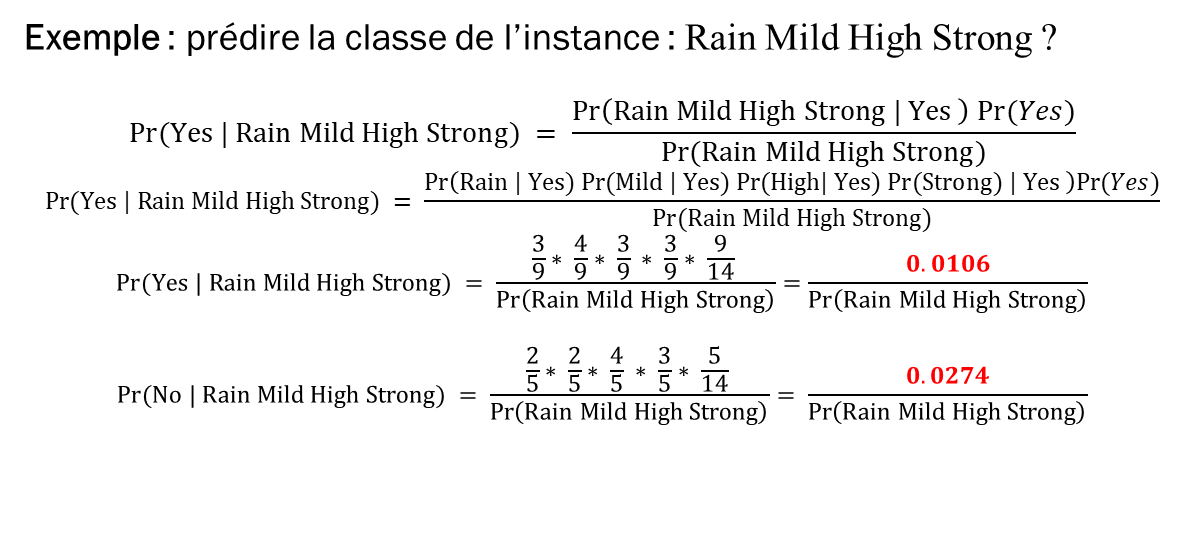 Exemple : prédire la classe de l'instance : Rain Mild High Strong ?
Pr(Yes | Rain Mild High Strong) = Pr(Rain Mild High Strong | Yes ) Pr(Yes) / Pr(Rain Mild High Strong)
Pr(Yes | Rain Mild High Strong) = Pr(Rain | Yes) Pr(Mild | Yes) Pr(High| Yes) Pr(Strong) | Yes )Pr(Yes) / Pr(Rain Mild High Strong)
Pr(Yes | Rain Mild High Strong) = 3/9 * 4/9 * 3/9 * 3/9 * 9/14 / Pr(Rain Mild High Strong) = 0.0106 / Pr(Rain Mild High Strong)
Pr(No | Rain Mild High Strong) = 2/5 * 2/5 * 4/5 * 3/5 * 5/14 / Pr(Rain Mild High Strong) = 0.0274 / Pr(Rain Mild High Strong)